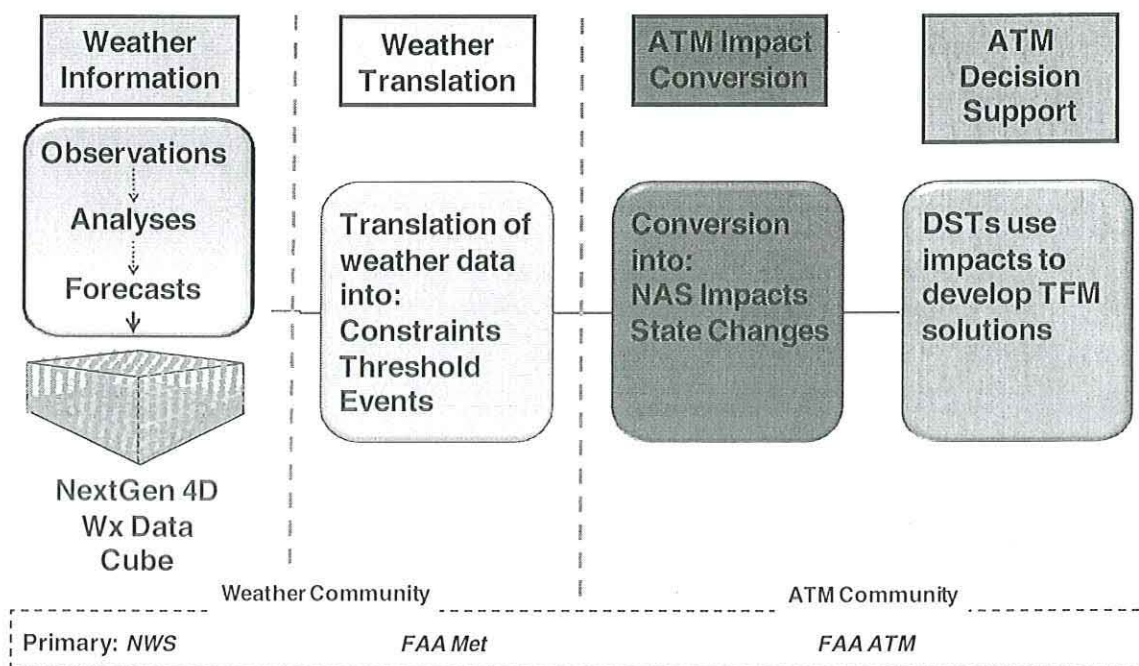 Weather
Information
Weather
Translation
ATM Impact
Conversion
ATM
Decision
Support
Observations
Analyses
Forecasts
NextGen 4D
Wx Data
Cube
Translation of
weather data
into:
Constraints
Threshold
Events
Conversion
into:
NAS Impacts
State Changes
DSTs use
impacts to
develop TFM
solutions
Weather Community
ATM Community
Primary: NWS
FAA Met
FAA ATM